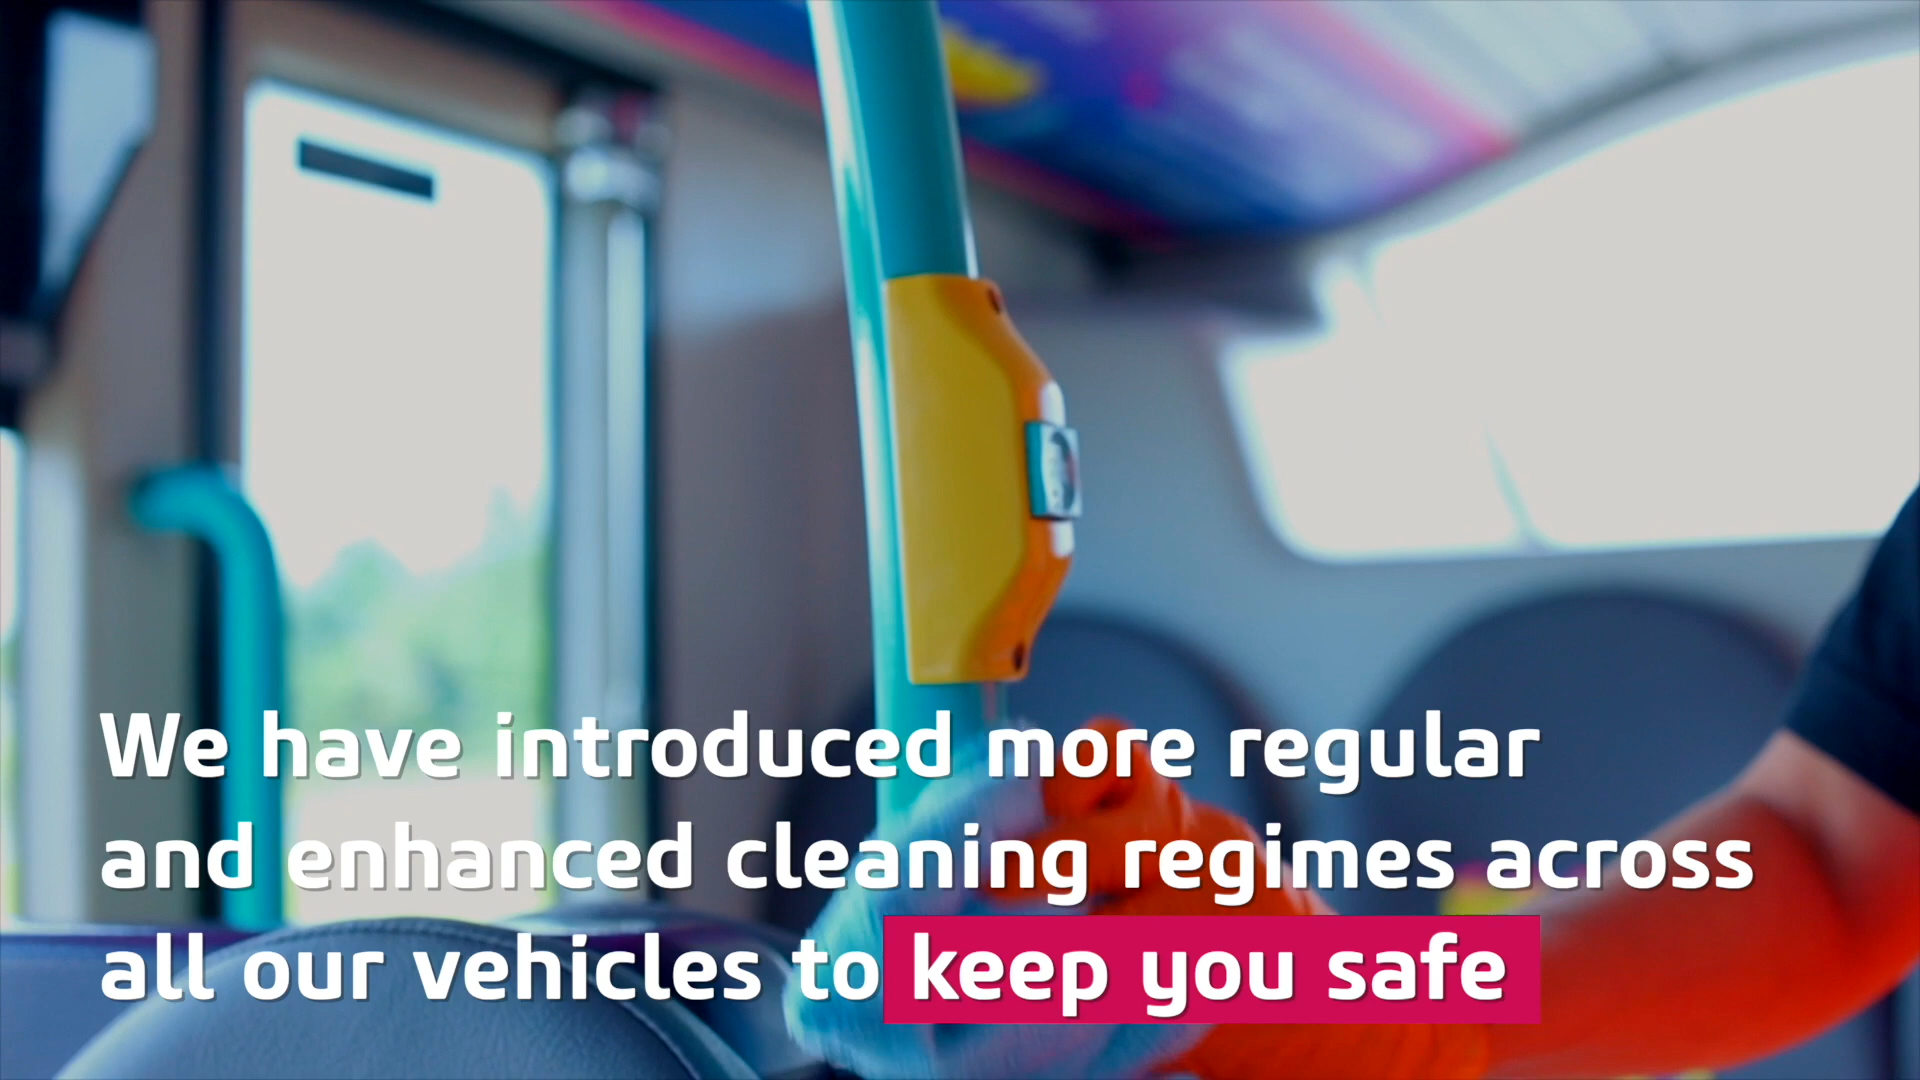 We have introduced more regular
and enhanced cleaning regimes across
all our vehicles to keep you safe